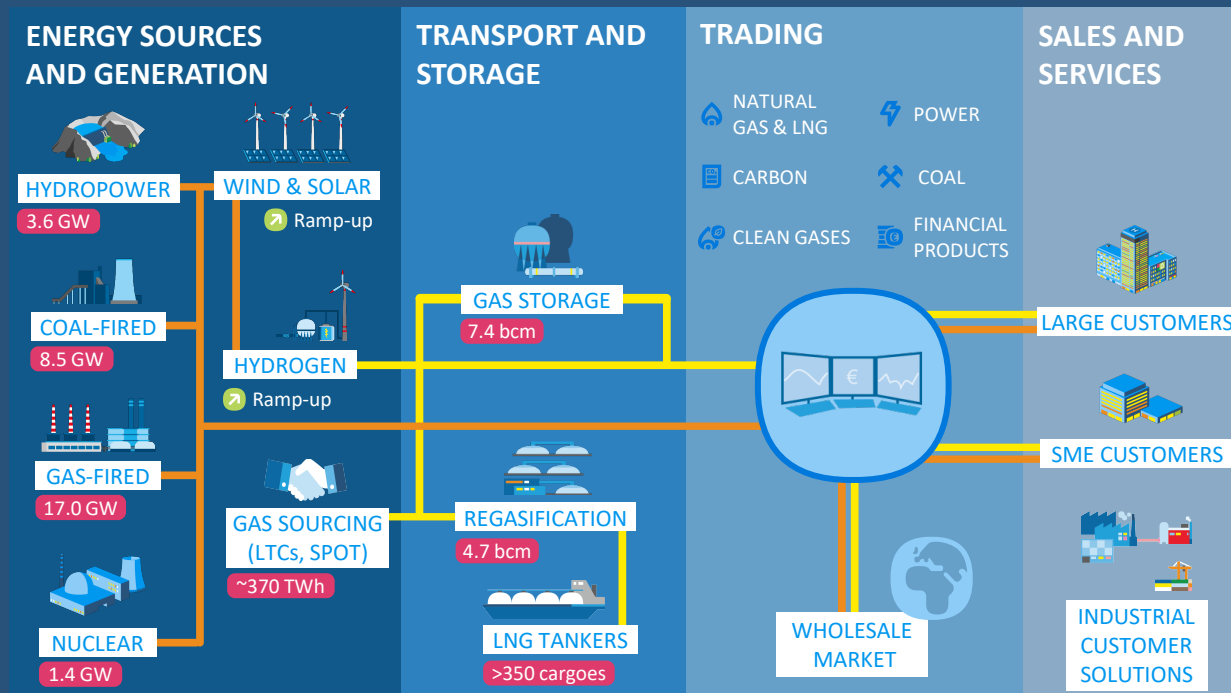 ENERGY SOURCES
AND GENERATION
HYDROPOWER
3.6 GW
WIND & SOLAR
Ramp-up
COAL-FIRED
8.5 GW
HYDROGEN
Ramp-up
GAS-FIRED
17.0 GW
GAS SOURCING
(LTCs, SPOT)
~370 TWh
NUCLEAR
1.4 GW
TRANSPORT AND
STORAGE
GAS STORAGE
7.4 bcm
REGASIFICATION
4.7 bcm
LNG TANKERS
>350 cargoes
TRADING
NATURAL
GAS & LNG
POWER
CO₂
CARBON
COAL
CLEAN GASES
FINANCIAL
PRODUCTS
€
WHOLESALE
MARKET
SALES AND
SERVICES
LARGE CUSTOMERS
SME CUSTOMERS
INDUSTRIAL
CUSTOMER
SOLUTIONS